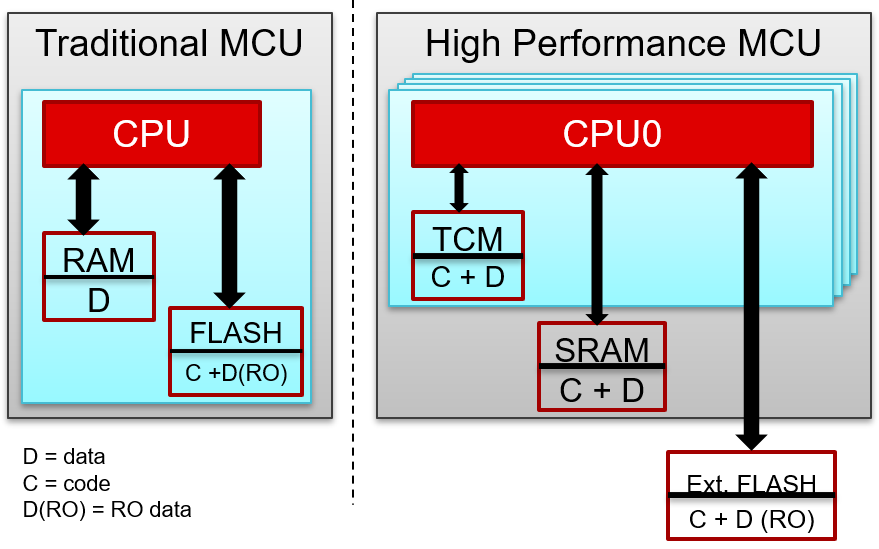 Traditional MCU
CPU
RAM
D
FLASH
C +D(RO)
D = data
C = code
D(RO) = RO data
High Performance MCU
CPU0
TCM
C + D
SRAM
C + D
Ext. FLASH
C + D (RO)